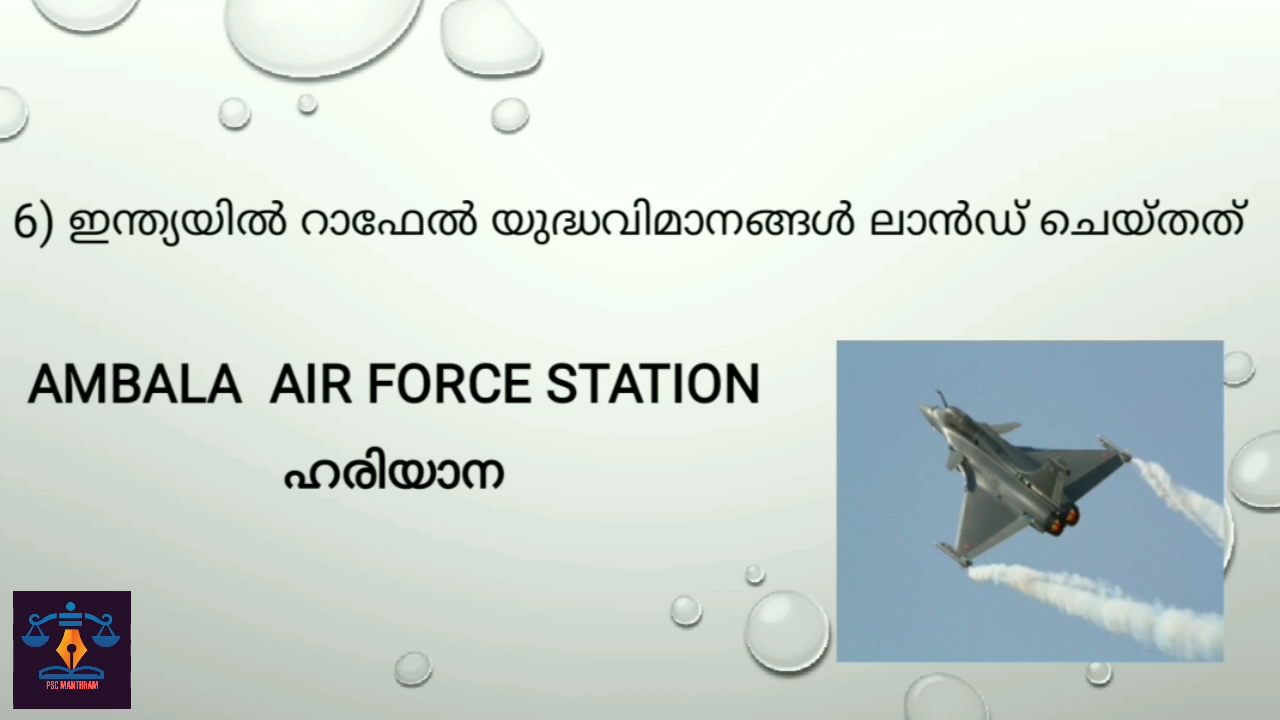 6) ഇന്ത്യയിൽ റാഫേൽ യുദ്ധവിമാനങ്ങൾ ലാൻഡ് ചെയ്തത്
AMBALA AIR FORCE STATION
ഹരിയാന
PSC MANTHRAM